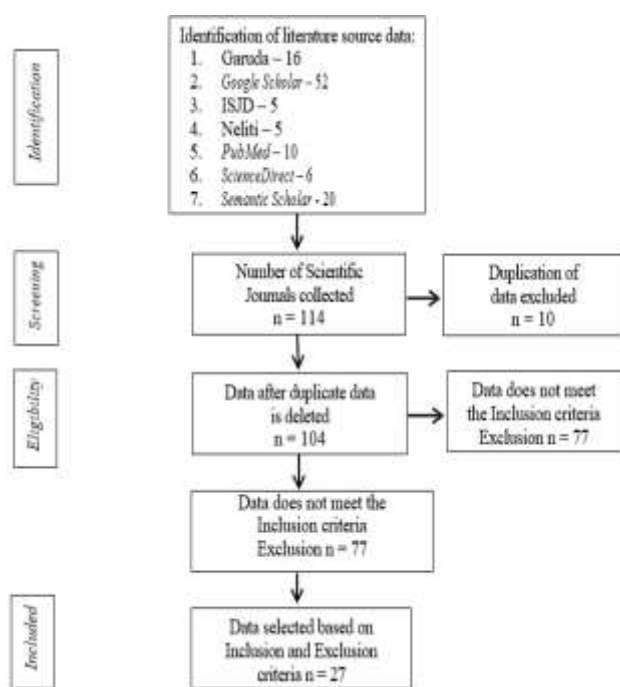 Identification
Identification of literature source data:
1. Garuda – 16
2. Google Scholar – 52
3. ISJD – 5
4. Neliti – 5
5. PubMed – 10
6. ScienceDirect – 6
7. Semantic Scholar - 20
Screening
Number of Scientific
Journals collected
n = 114
Duplication of
data excluded
n = 10
Eligibility
Data after duplicate data
is deleted
n = 104
Data does not meet
the Inclusion criteria
Exclusion n = 77
Data does not meet the
Inclusion criteria
Exclusion n = 77
Included
Data selected based on
Inclusion and Exclusion
criteria n = 27